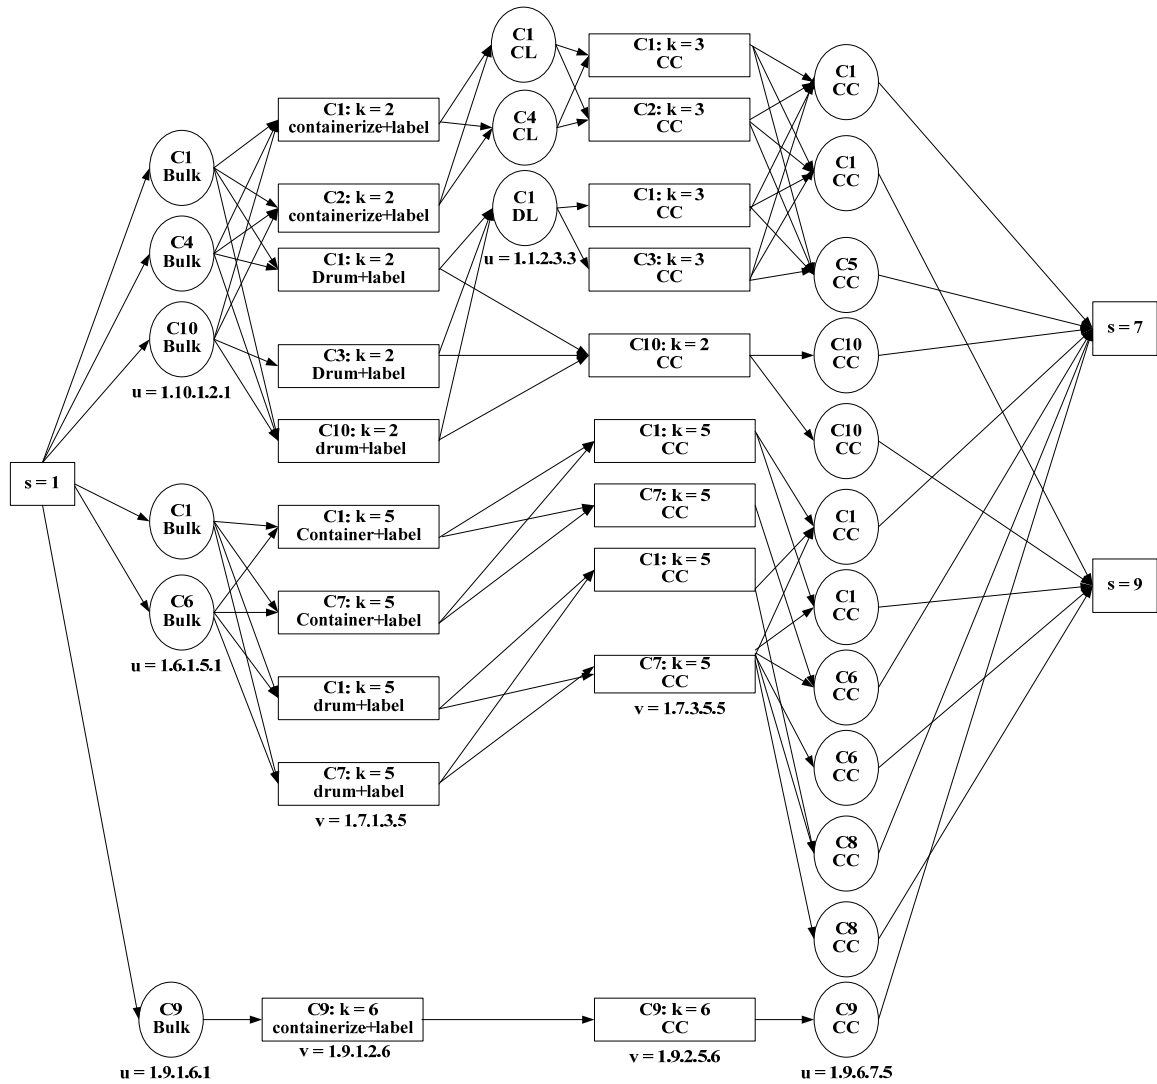 s = 1
C1
Bulk
C4
Bulk
C10
Bulk
u = 1.10.1.2.1
C1
Bulk
C6
Bulk
u = 1.6.1.5.1
C9
Bulk
u = 1.9.1.6.1
C1: k = 2
containerize+label
C2: k = 2
containerize+label
C1: k = 2
Drum+label
C3: k = 2
Drum+label
C10: k = 2
drum+label
C1: k = 5
Container+label
C7: k = 5
Container+label
C1: k = 5
drum+label
C7: k = 5
drum+label
v = 1.7.1.3.5
C9: k = 6
containerize+label
v = 1.9.1.2.6
C1
CL
C4
CL
C1
DL
u = 1.1.2.3.3
C1: k = 3
CC
C2: k = 3
CC
C1: k = 3
CC
C3: k = 3
CC
C10: k = 2
CC
C1: k = 5
CC
C7: k = 5
CC
C1: k = 5
CC
C7: k = 5
CC
v = 1.7.3.5.5
C9: k = 6
CC
v = 1.9.2.5.6
C1
CC
C1
CC
C5
CC
C10
CC
C10
CC
C1
CC
C1
CC
C6
CC
C6
CC
C8
CC
C8
CC
C9
CC
u = 1.9.6.7.5
s = 7
s = 9